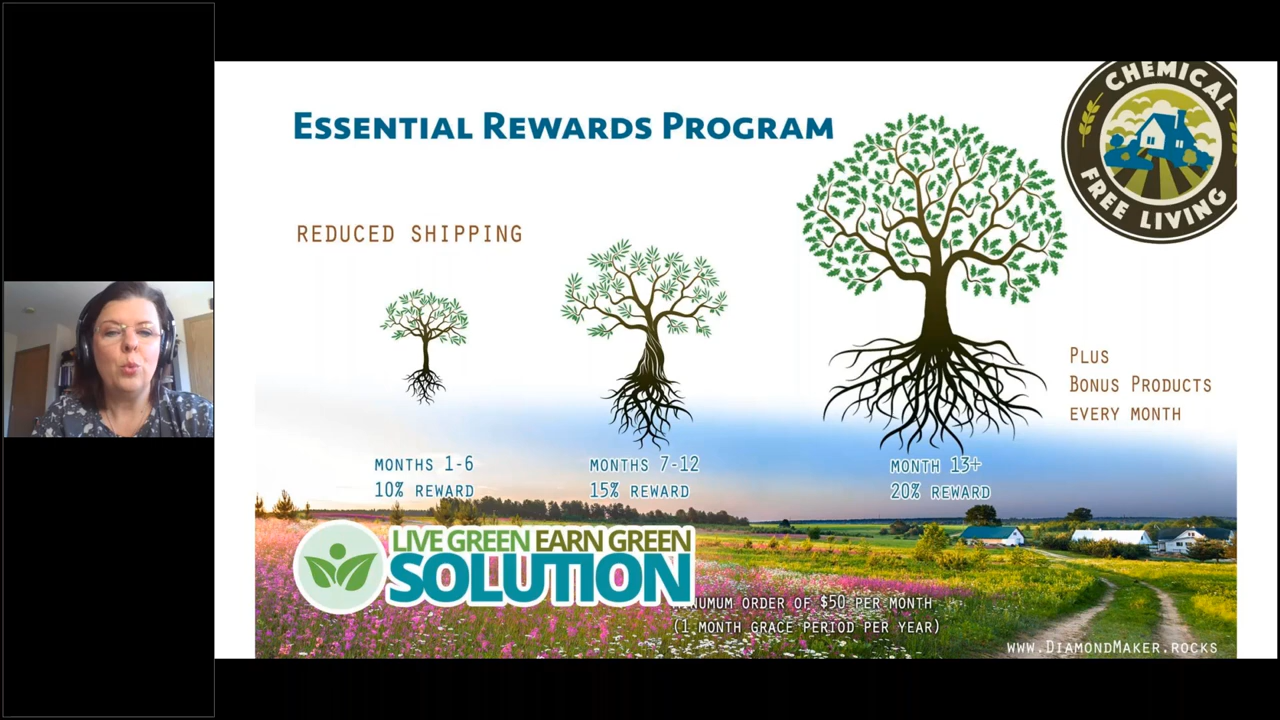 ESSENTIAL REWARDS PROGRAM
CHEMICAL
FREE LIVING
REDUCED SHIPPING
PLUS
BONUS PRODUCTS
EVERY MONTH
MONTHS 1-6
10% REWARD
MONTHS 7-12
15% REWARD
MONTH 13+
20% REWARD
LIVE GREEN EARN GREEN
SOLUTION
ORDER OF $50 PER MONTH
(1 MONTH GRACE PERIOD PER YEAR)
WWW.DIAMONDMAKER.ROCKS